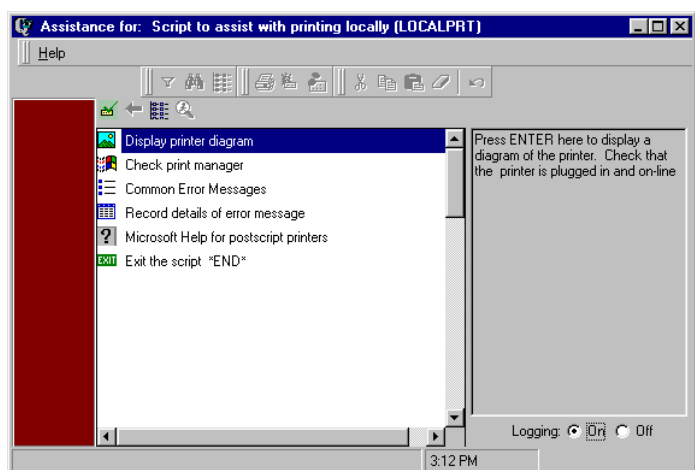 Assistance for: Script to assist with printing locally (LOCALPRT)
Help
Display printer diagram
Check print manager
Common Error Messages
Record details of error message
? Microsoft Help for postscript printers
EXIT Exit the script *END*
Press ENTER here to display a
diagram of the printer. Check that
the printer is plugged in and on-line
Logging: On Off
3:12 PM